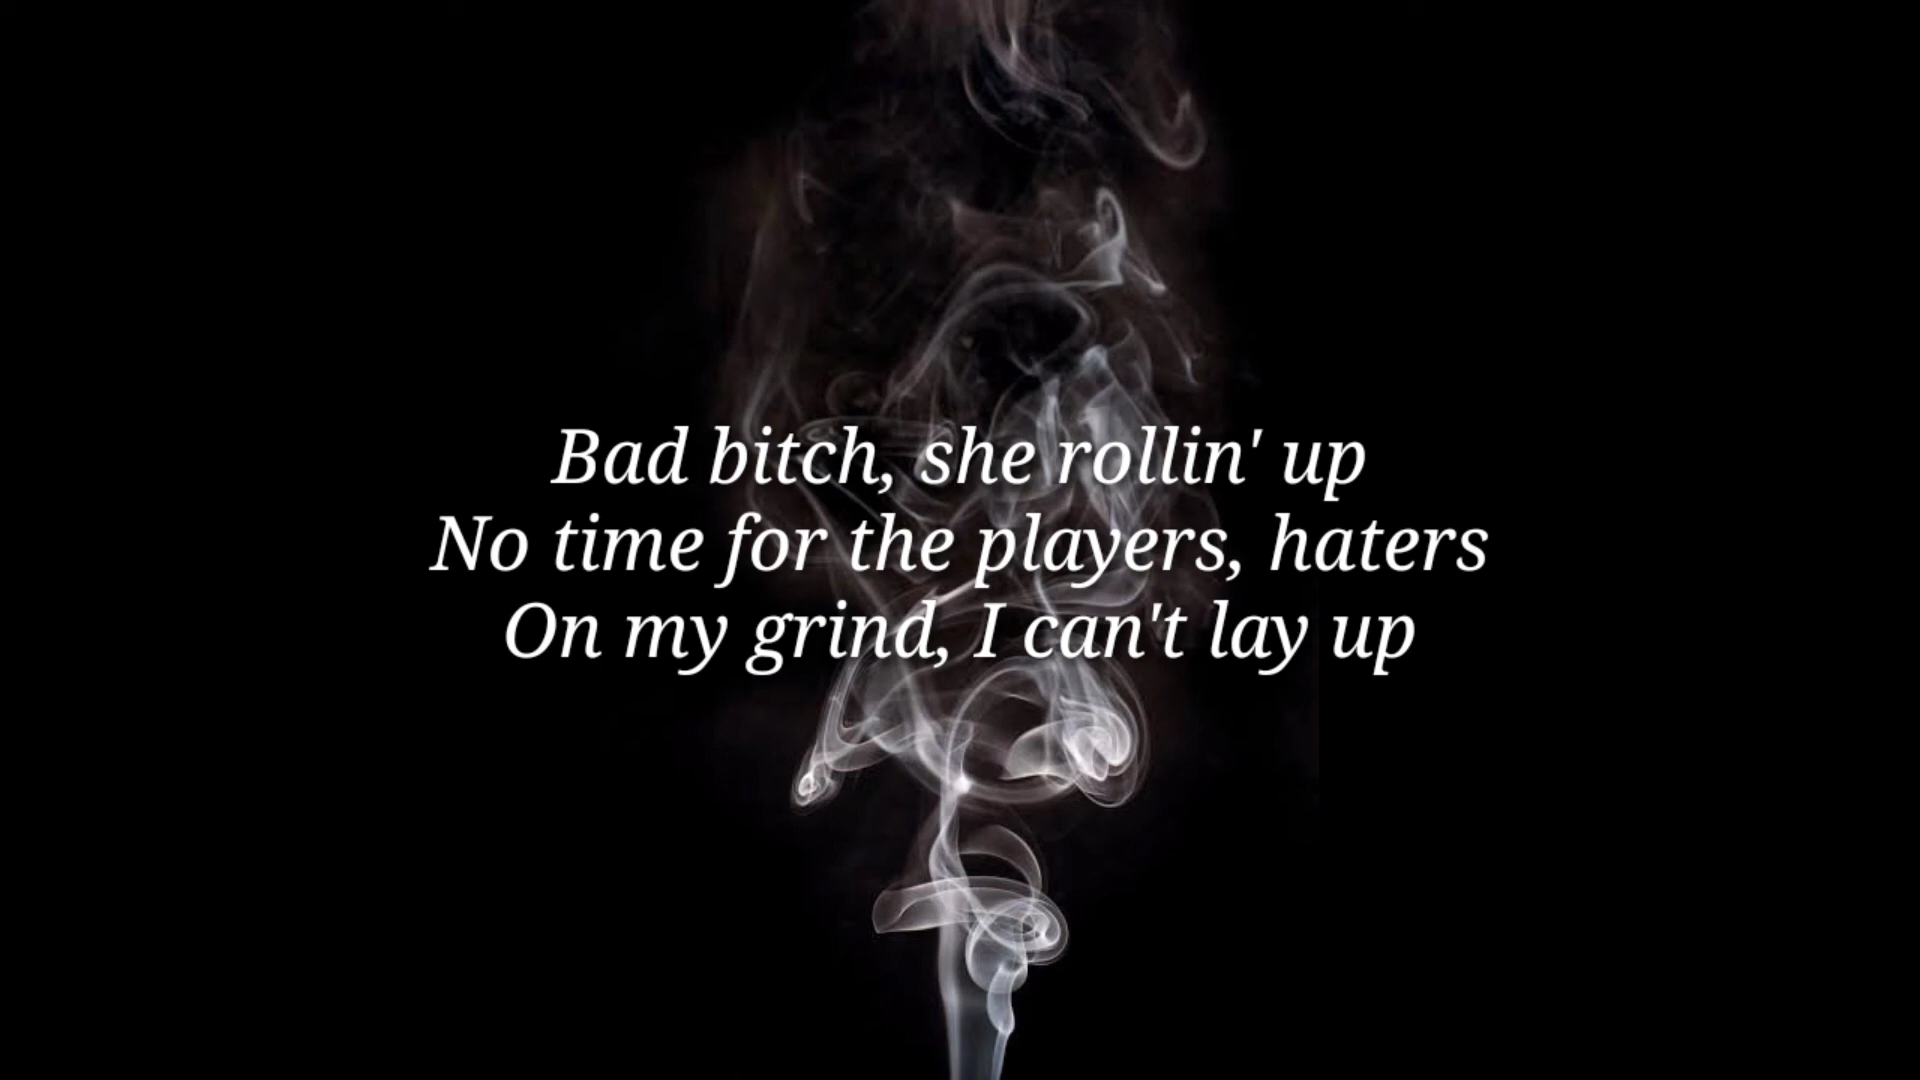 Bad bitch, she rollin' up
No time for the players, haters
On my grind, I can't lay up